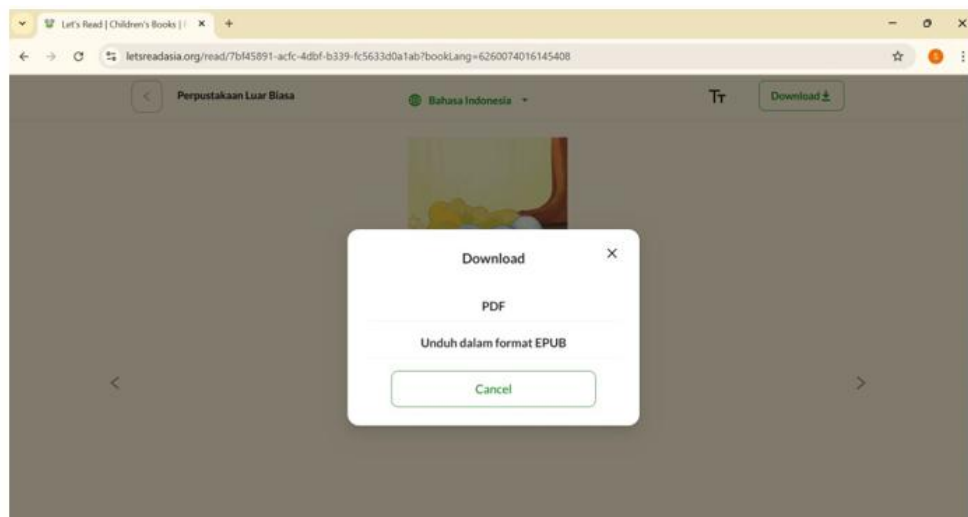 Let's Read | Children's Books | 
letsreadasia.org/read/7bf45891-acfc-4dbf-b339-fc5633d0a1ab?bookLang=6260074016145408
S
Perpustakaan Luar Biasa
Bahasa Indonesia
TT
Download
Download
PDF
Unduh dalam format EPUB
Cancel